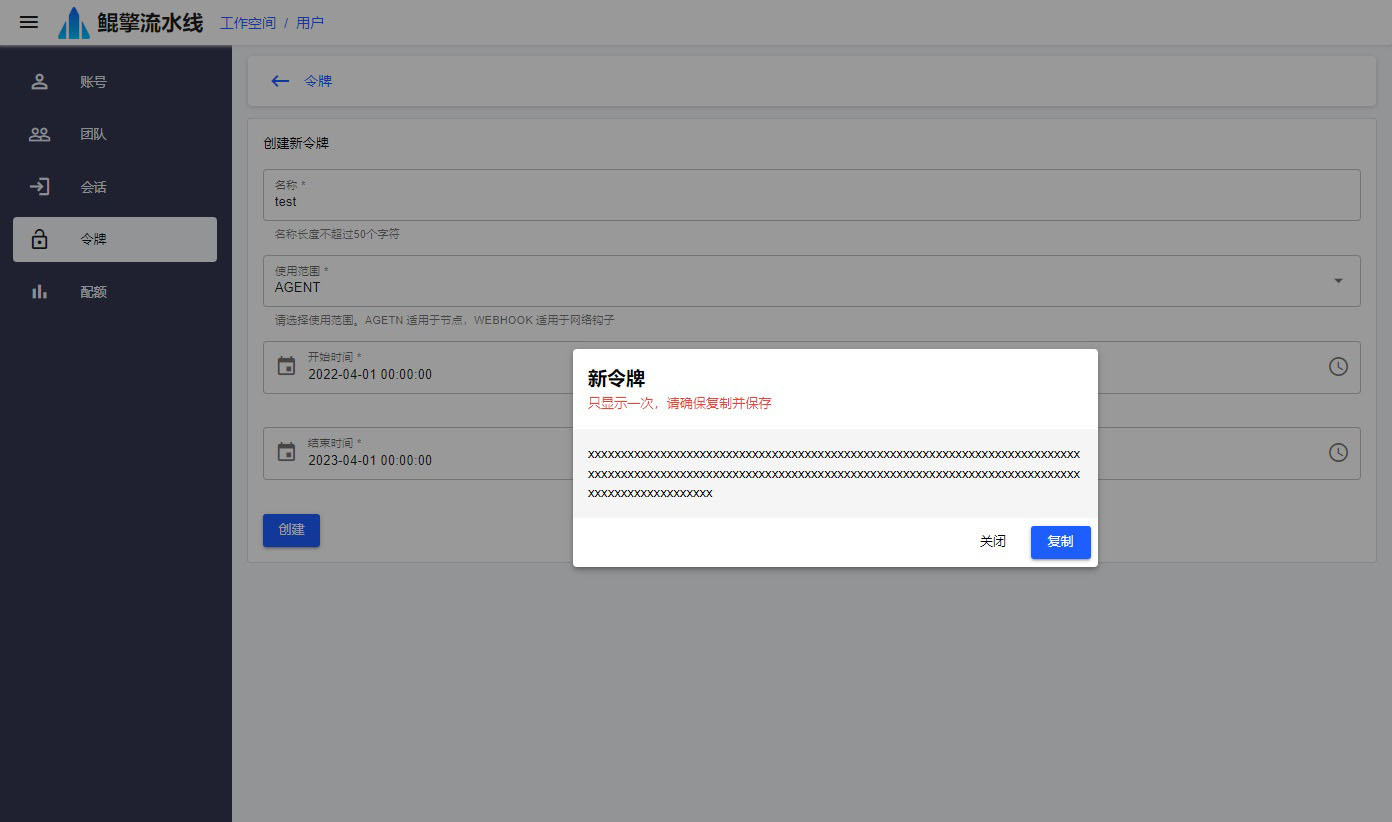 鲲擎流水线
工作空间 / 用户
账号
团队
会话
令牌
配额
令牌
创建新令牌
名称 *
test
名称长度不超过50个字符
使用范围 *
AGENT
请选择使用范围。AGETN 适用于节点，WEBHOOK 适用于网络钩子
开始时间 *
2022-04-01 00:00:00
结束时间 *
2023-04-01 00:00:00
创建
新令牌
只显示一次，请确保复制并保存
xxxxxxxxxxxxxxxxxxxxxxxxxxxxxxxxxxxxxxxxxxxxxxxxxxxxxxxxxxxxxxxxxxxxxxxxxxx
xxxxxxxxxxxxxxxxxxxxxxxxxxxxxxxxxxxxxxxxxxxxxxxxxxxxxxxxxxxxxxxxxxxxxxxxxxx
xxxxxxxxxxxxxxxxxxx
关闭
复制